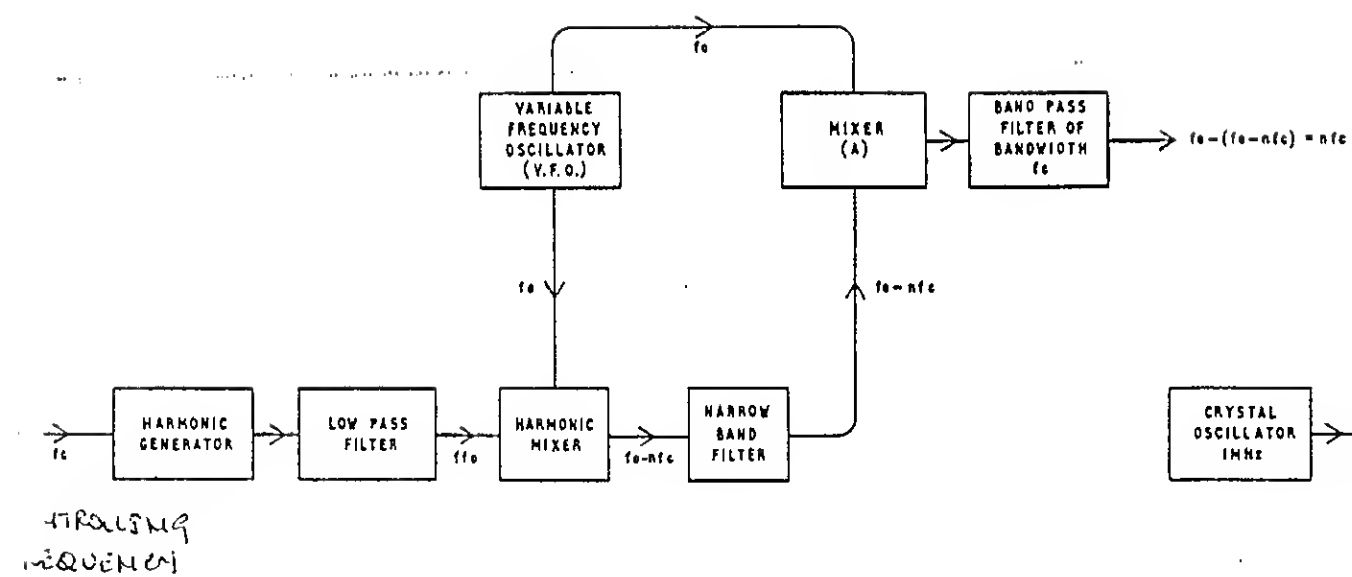 fo
VARIABLE
FREQUENCY
OSCILLATOR
(V.F.O.)
MIXER
(A)
BAND PASS
FILTER OF
BANDWIDTH
fc
fo-(fo-nfc) = nfc
fo
fo-nfc
fc
HARMONIC
GENERATOR
LOW PASS
FILTER
ffo
HARMONIC
MIXER
fo-nfc
NARROW
BAND
FILTER
CRYSTAL
OSCILLATOR
1MHz